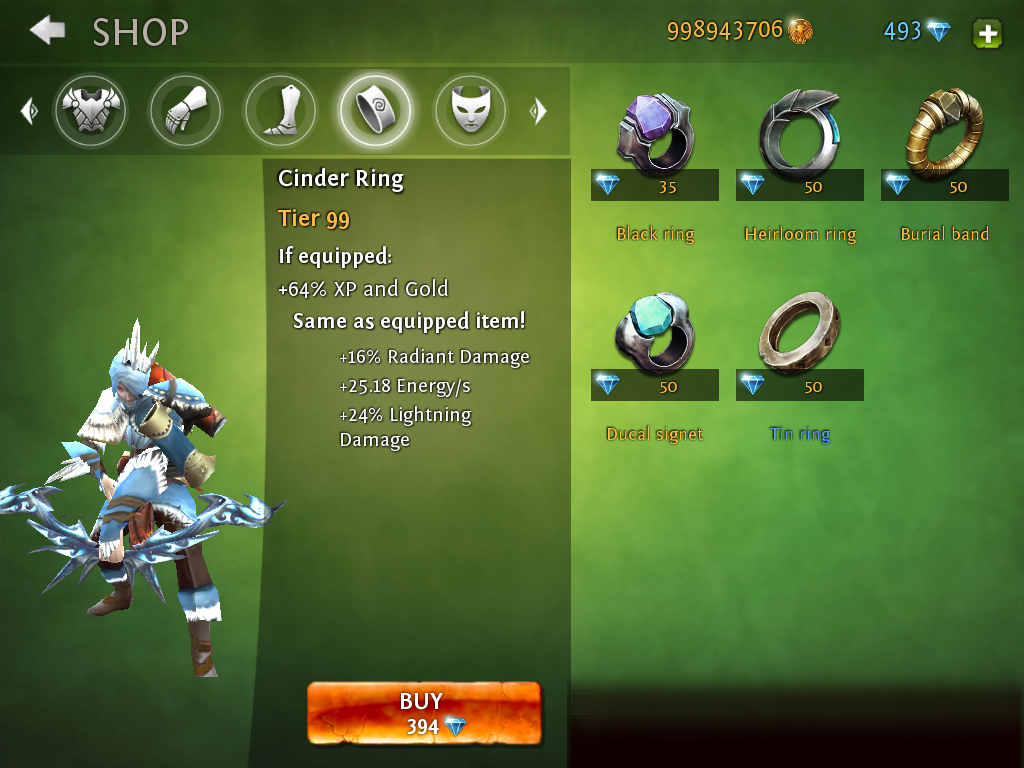 SHOP
998943706
493
Cinder Ring
Tier 99
If equipped:
+64% XP and Gold
Same as equipped item!
+16% Radiant Damage
+25.18 Energy/s
+24% Lightning
Damage
BUY
394
35
50
50
Black ring
Heirloom ring
Burial band
50
50
Ducal signet
Tin ring